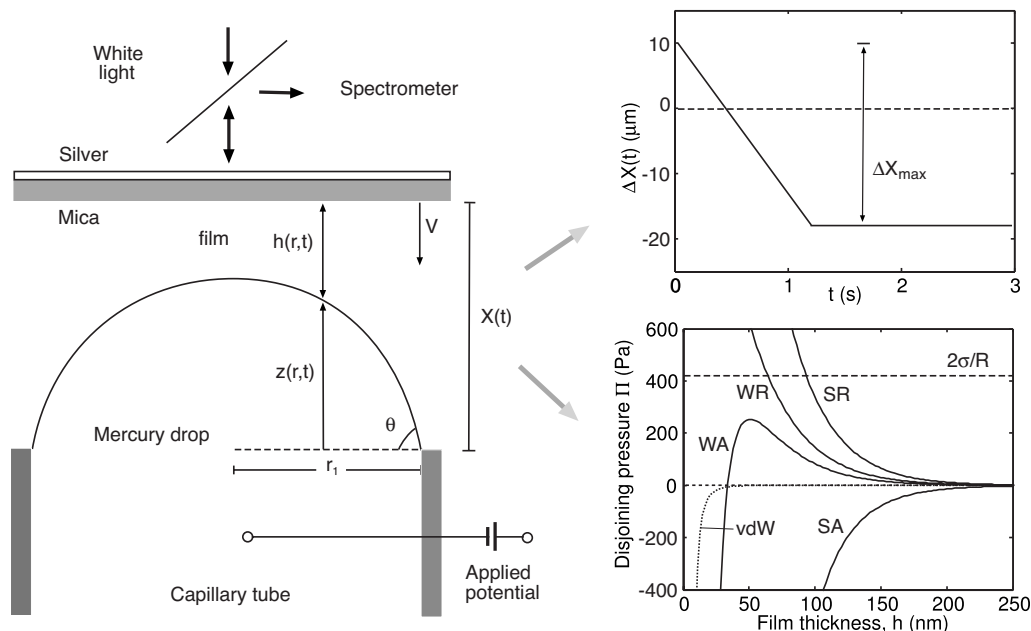 White
light
Spectrometer
Silver
Mica
film
h(r,t)
V
X(t)
z(r,t)
θ
Mercury drop
r₁
Applied
potential
Capillary tube
ΔX(t) (μm)
10
0
-10
-20
ΔXmax
0
1
2
3
t (s)
Disjoining pressure Π (Pa)
600
400
200
0
-200
-400
2σ/R
WR
SR
WA
vdW
SA
0
50
100
150
200
250
Film thickness, h (nm)